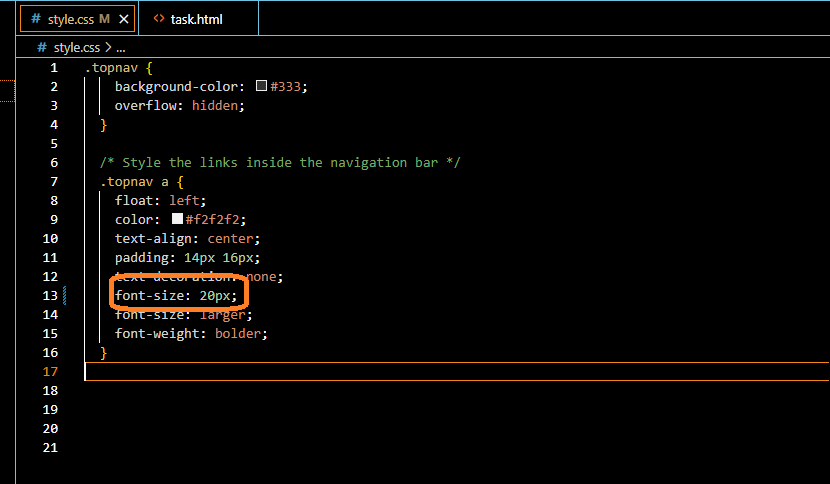 # style.css M ×
<> task.html
# style.css > ...
1 .topnav {
2 background-color: #333;
3 overflow: hidden;
4 }
5
6 /* Style the links inside the navigation bar */
7 .topnav a {
8 float: left;
9 color: #f2f2f2;
10 text-align: center;
11 padding: 14px 16px;
12 text-decoration: none;
13 font-size: 20px;
14 font-size: larger;
15 font-weight: bolder;
16 }
17
18
19
20
21